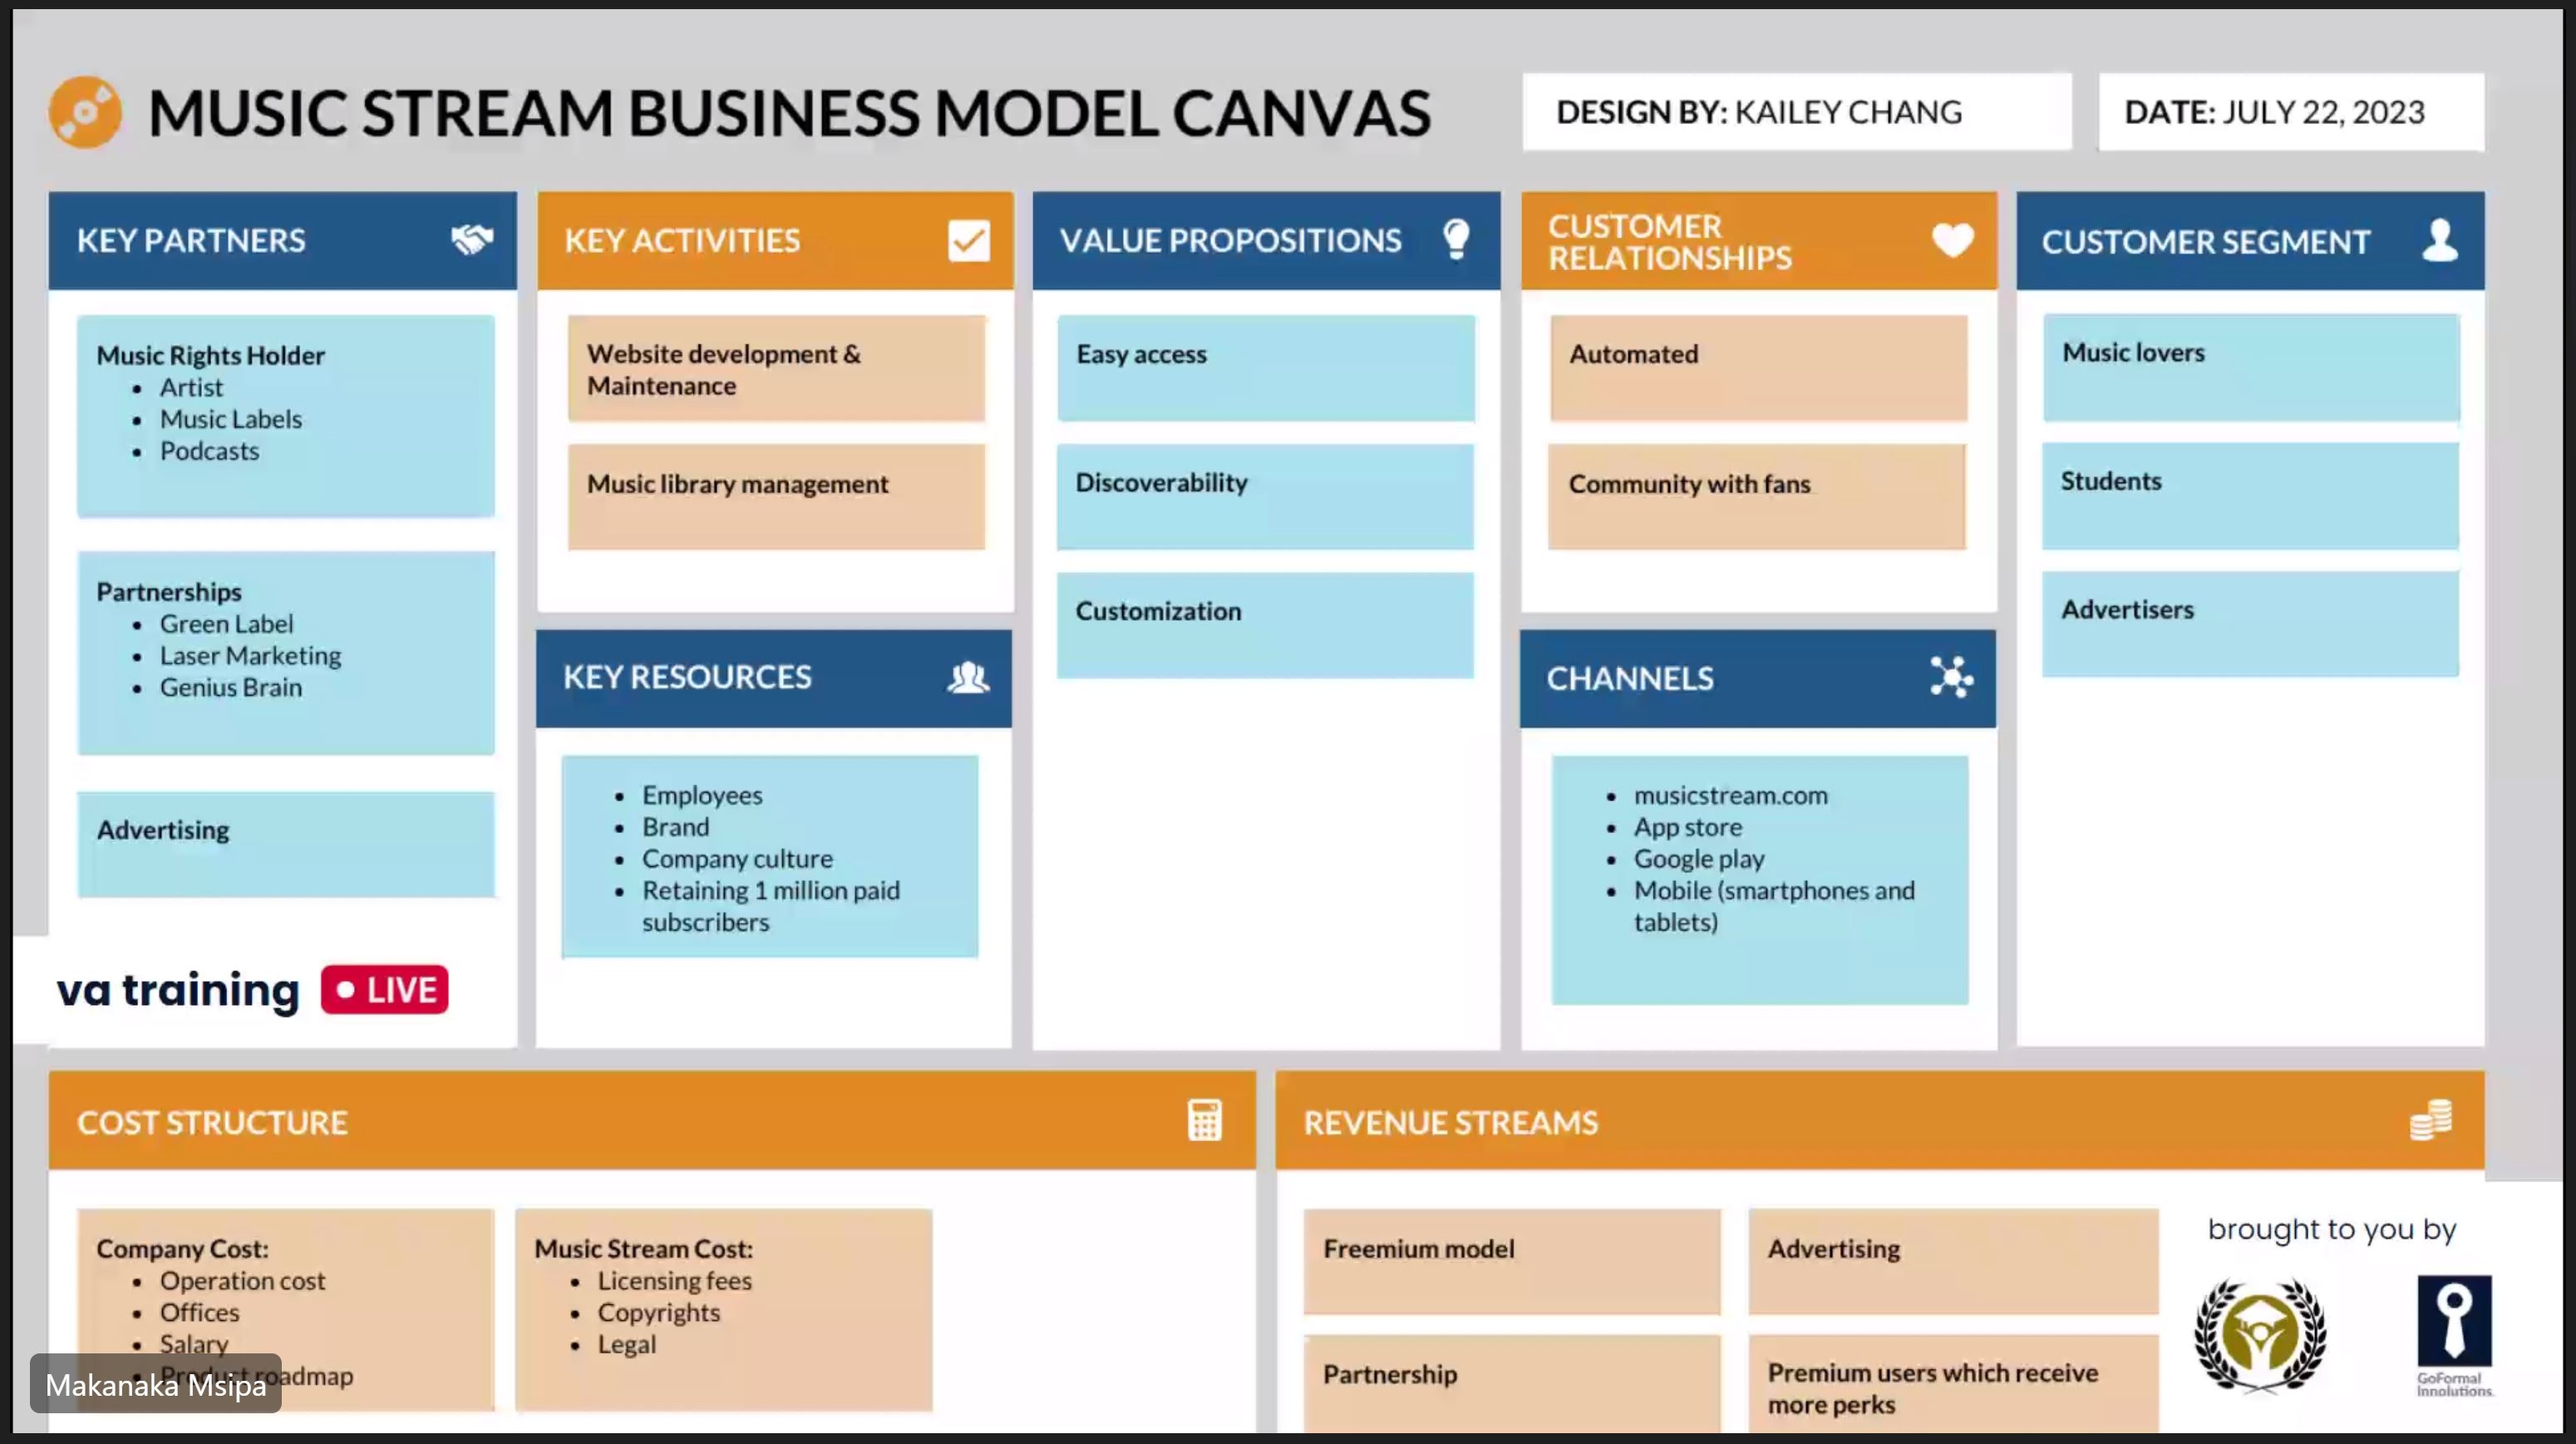 MUSIC STREAM BUSINESS MODEL CANVAS
DESIGN BY: KAILEY CHANG
DATE: JULY 22, 2023
KEY PARTNERS
Music Rights Holder
• Artist
• Music Labels
• Podcasts
Partnerships
• Green Label
• Laser Marketing
• Genius Brain
Advertising
va training
• LIVE
KEY ACTIVITIES
Website development &
Maintenance
Music library management
KEY RESOURCES
• Employees
• Brand
• Company culture
• Retaining 1 million paid
subscribers
VALUE PROPOSITIONS
Easy access
Discoverability
Customization
CUSTOMER
RELATIONSHIPS
Automated
Community with fans
CHANNELS
• musicstream.com
• App store
• Google play
• Mobile (smartphones and
tablets)
CUSTOMER SEGMENT
Music lovers
Students
Advertisers
COST STRUCTURE
Company Cost:
• Operation cost
• Offices
• Salary
• Product roadmap
Makanaka Msipa
Music Stream Cost:
• Licensing fees
• Copyrights
• Legal
REVENUE STREAMS
Freemium model
Advertising
Partnership
Premium users which receive
more perks
brought to you by
GoFormal
Innolutions